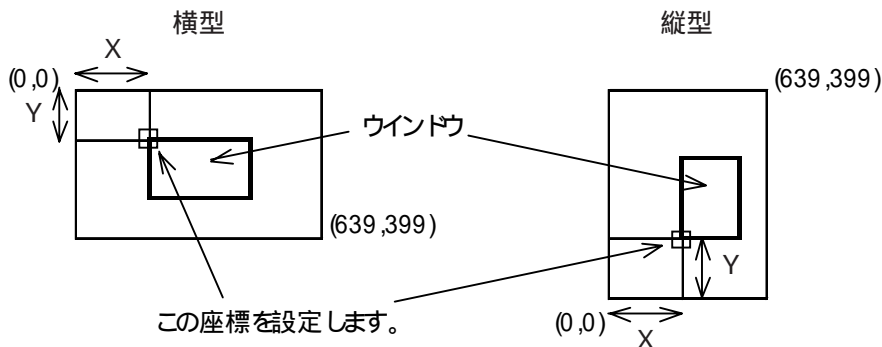 横型
X
(0,0)
Y
ウインドウ
(639,399)
この座標を設定します。
縦型
(639,399)
Y
(0,0)
X